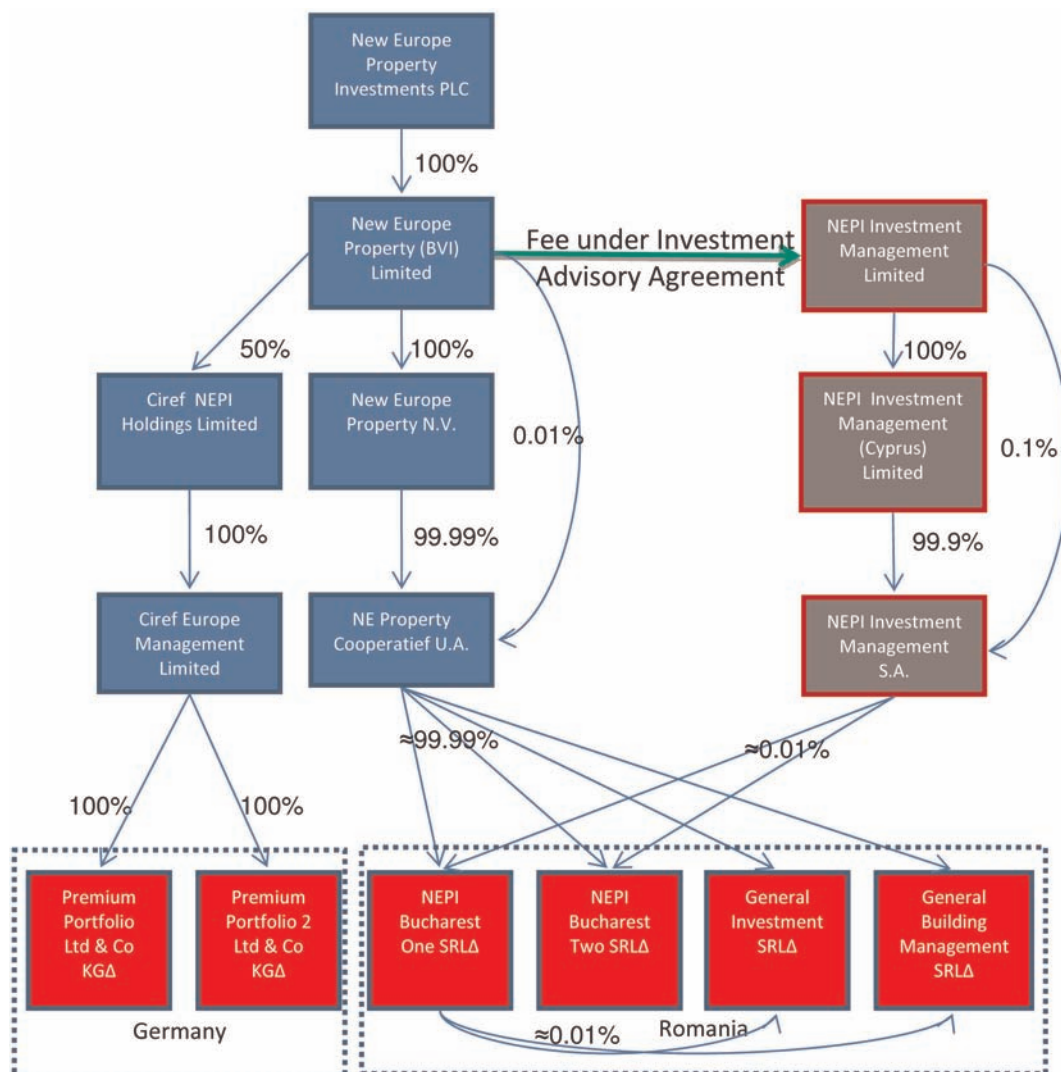 New Europe
Property
Investments PLC
100%
New Europe
Property (BVI)
Limited
Fee under Investment
Advisory Agreement
NEPI Investment
Management
Limited
50%
100%
100%
Ciref NEPI
Holdings Limited
New Europe
Property N.V.
0.01%
NEPI Investment
Management
(Cyprus)
Limited
0.1%
100%
99.99%
99.9%
Ciref Europe
Management
Limited
NE Property
Cooperatief U.A.
NEPI Investment
Management
S.A.
≈99.99%
≈0.01%
100%
100%
Premium
Portfolio
Ltd & Co
KGΔ
Premium
Portfolio 2
Ltd & Co
KGΔ
NEPI
Bucharest
One SRLΔ
NEPI
Bucharest
Two SRLΔ
General
Investment
SRLΔ
General
Building
Management
SRLΔ
Germany
≈0.01%
Romania